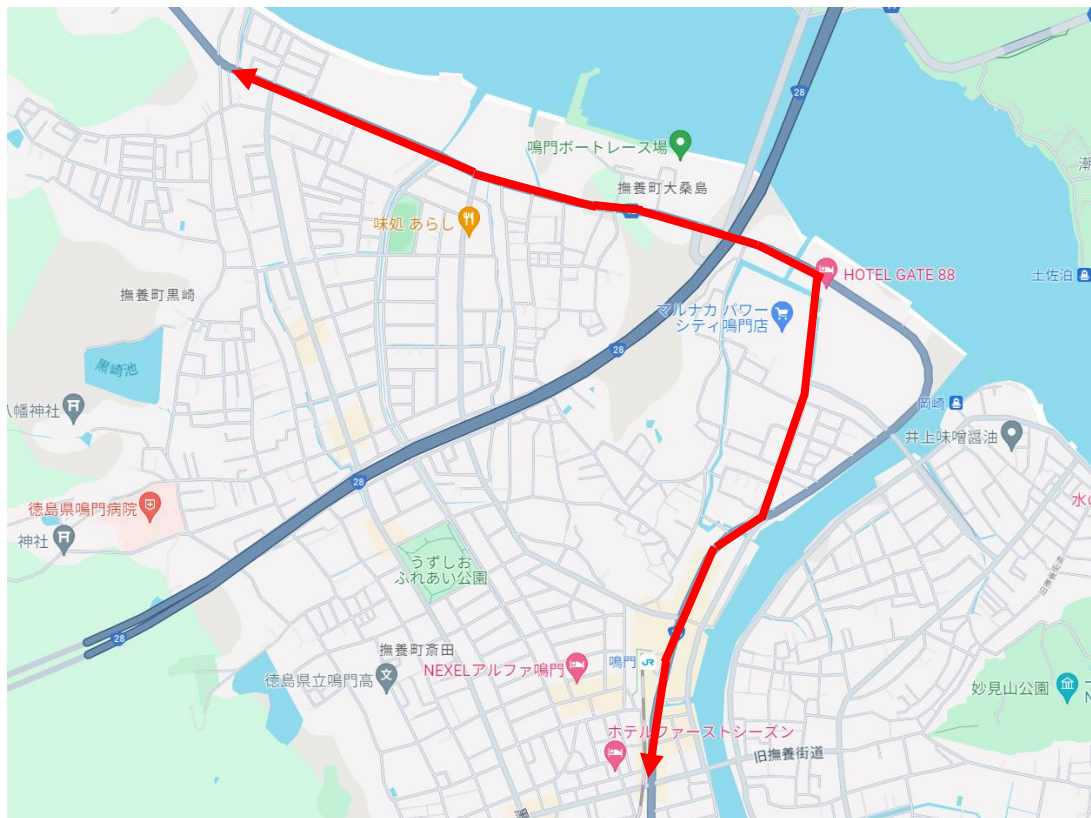 28
鳴門ボートレース場
撫養町大桑島
味処 あらし
HOTEL GATE 88
土佐泊
撫養町黒崎
マルナカ パワー
シティ鳴門店
28
黒崎池
八幡神社
岡崎
井上味噌醤油
28
徳島県鳴門病院
神社
水の
うずしお
ふれあい公園
28
撫養町斎田
鳴門
JR
徳島県立鳴門高
NEXELアルファ鳴門
妙見山公園
ホテルファーストシーズン
旧撫養街道